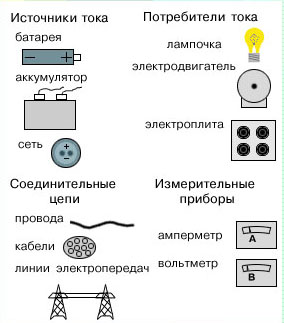 Источники тока
батарея
аккумулятор
сеть
Потребители тока
лампочка
электродвигатель
электроплита
Соединительные
цепи
провода
кабели
линии электропередач
Измерительные
приборы
амперметр
А
вольтметр
В